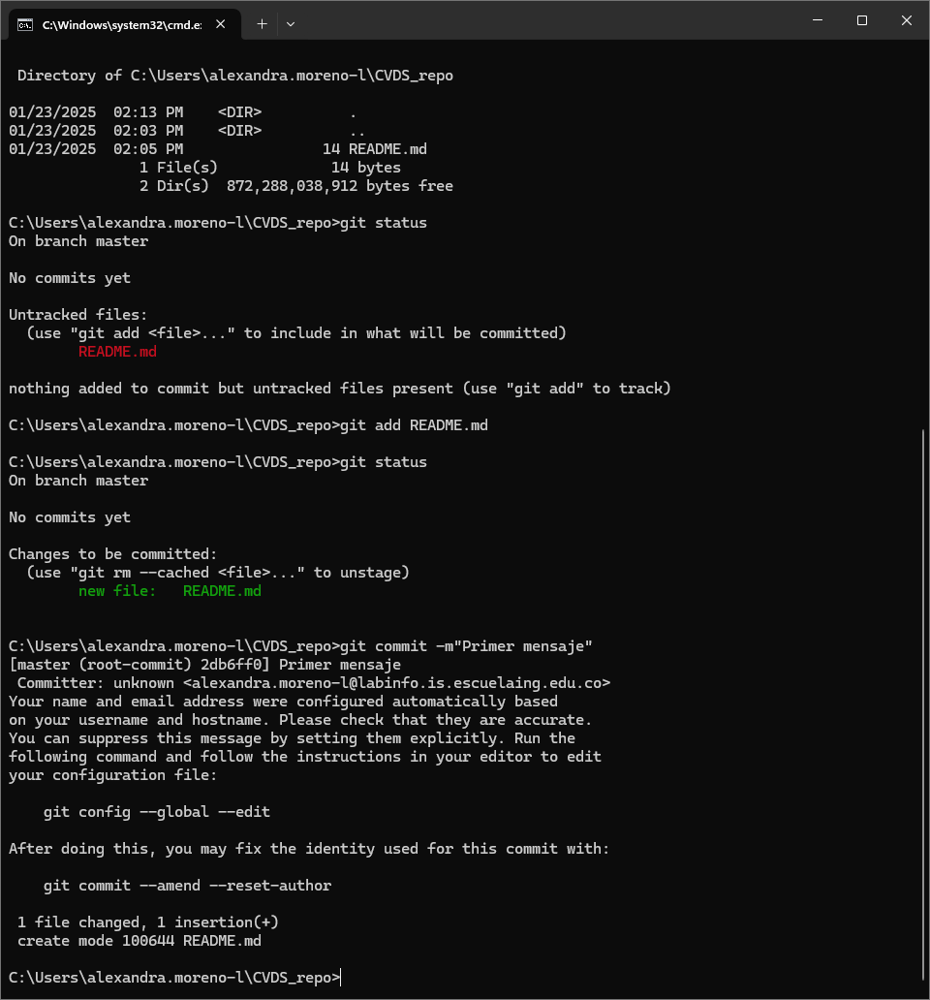 C:\Windows\system32\cmd.e:
Directory of C:\Users\alexandra.moreno-l\CVDS_repo
01/23/2025  02:13 PM    <DIR>          .
01/23/2025  02:03 PM    <DIR>          ..
01/23/2025  02:05 PM                14 README.md
1 File(s)             14 bytes
2 Dir(s)  872,288,038,912 bytes free
C:\Users\alexandra.moreno-l\CVDS_repo>git status
On branch master
No commits yet
Untracked files:
(use "git add <file>..." to include in what will be committed)
README.md
nothing added to commit but untracked files present (use "git add" to track)
C:\Users\alexandra.moreno-l\CVDS_repo>git add README.md
C:\Users\alexandra.moreno-l\CVDS_repo>git status
On branch master
No commits yet
Changes to be committed:
(use "git rm --cached <file>..." to unstage)
new file:   README.md
C:\Users\alexandra.moreno-l\CVDS_repo>git commit -m"Primer mensaje"
[master (root-commit) 2db6ff0] Primer mensaje
Committer: unknown <alexandra.moreno-l@labinfo.is.escuelaing.edu.co>
Your name and email address were configured automatically based
on your username and hostname. Please check that they are accurate.
You can suppress this message by setting them explicitly. Run the
following command and follow the instructions in your editor to edit
your configuration file:
git config --global --edit
After doing this, you may fix the identity used for this commit with:
git commit --amend --reset-author
1 file changed, 1 insertion(+)
create mode 100644 README.md
C:\Users\alexandra.moreno-l\CVDS_repo>